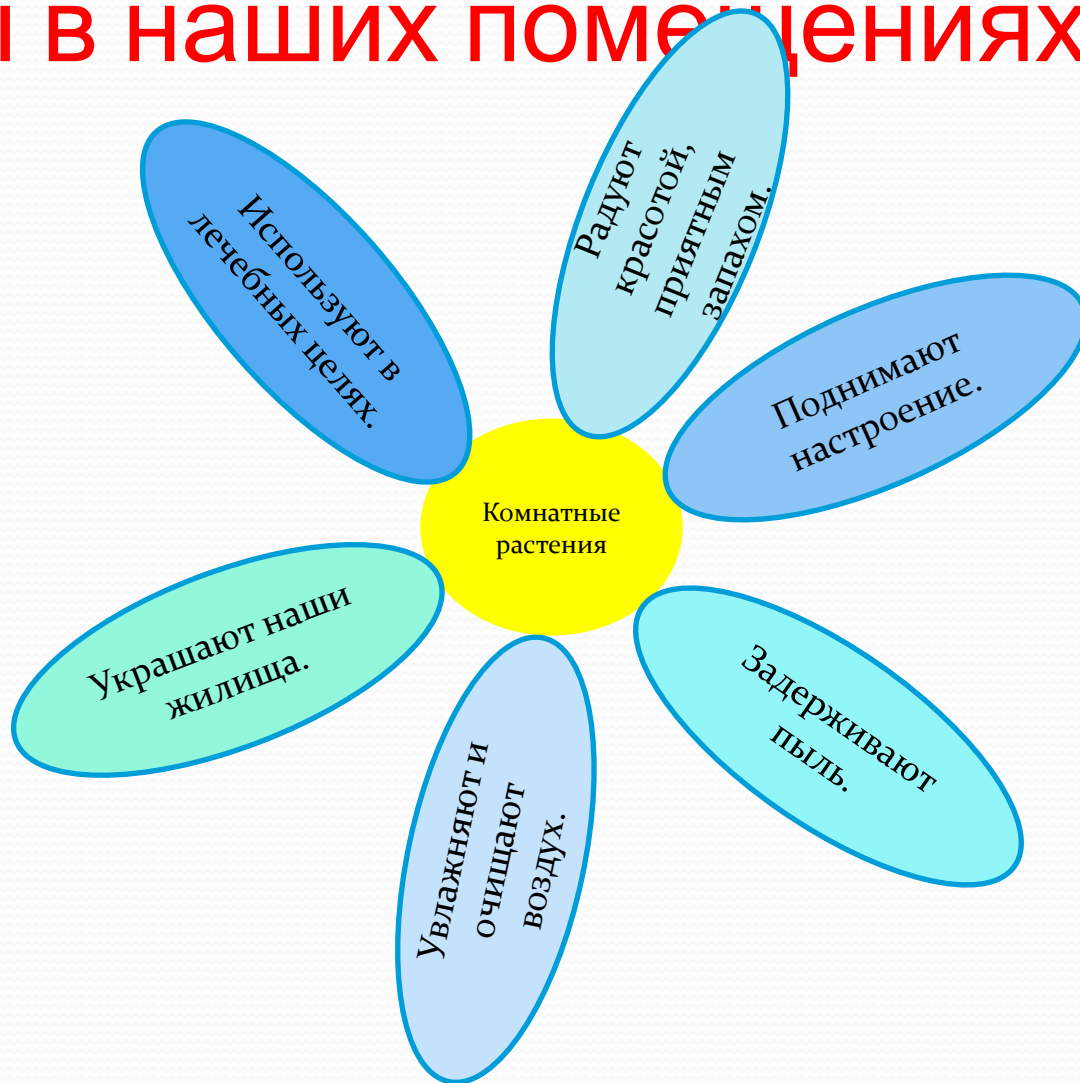 в наших помещениях
Используют в
лечебных целях.
Радуют
красотой,
приятным
запахом.
Поднимают
настроение.
Комнатные
растения
Украшают наши
жилища.
Задерживают
пыль.
Увлажняют и
очищают
воздух.